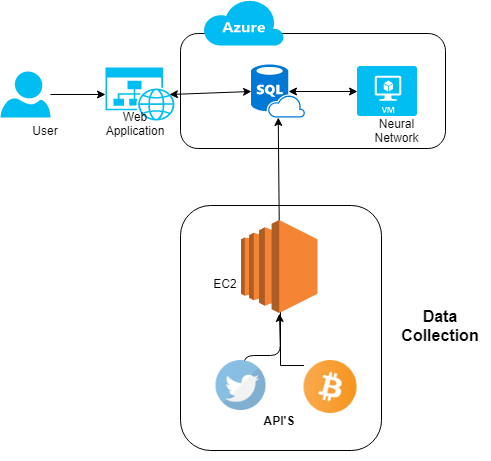 Azure
SQL
VM
User
Web
Application
Neural
Network
EC2
Data
Collection
API'S